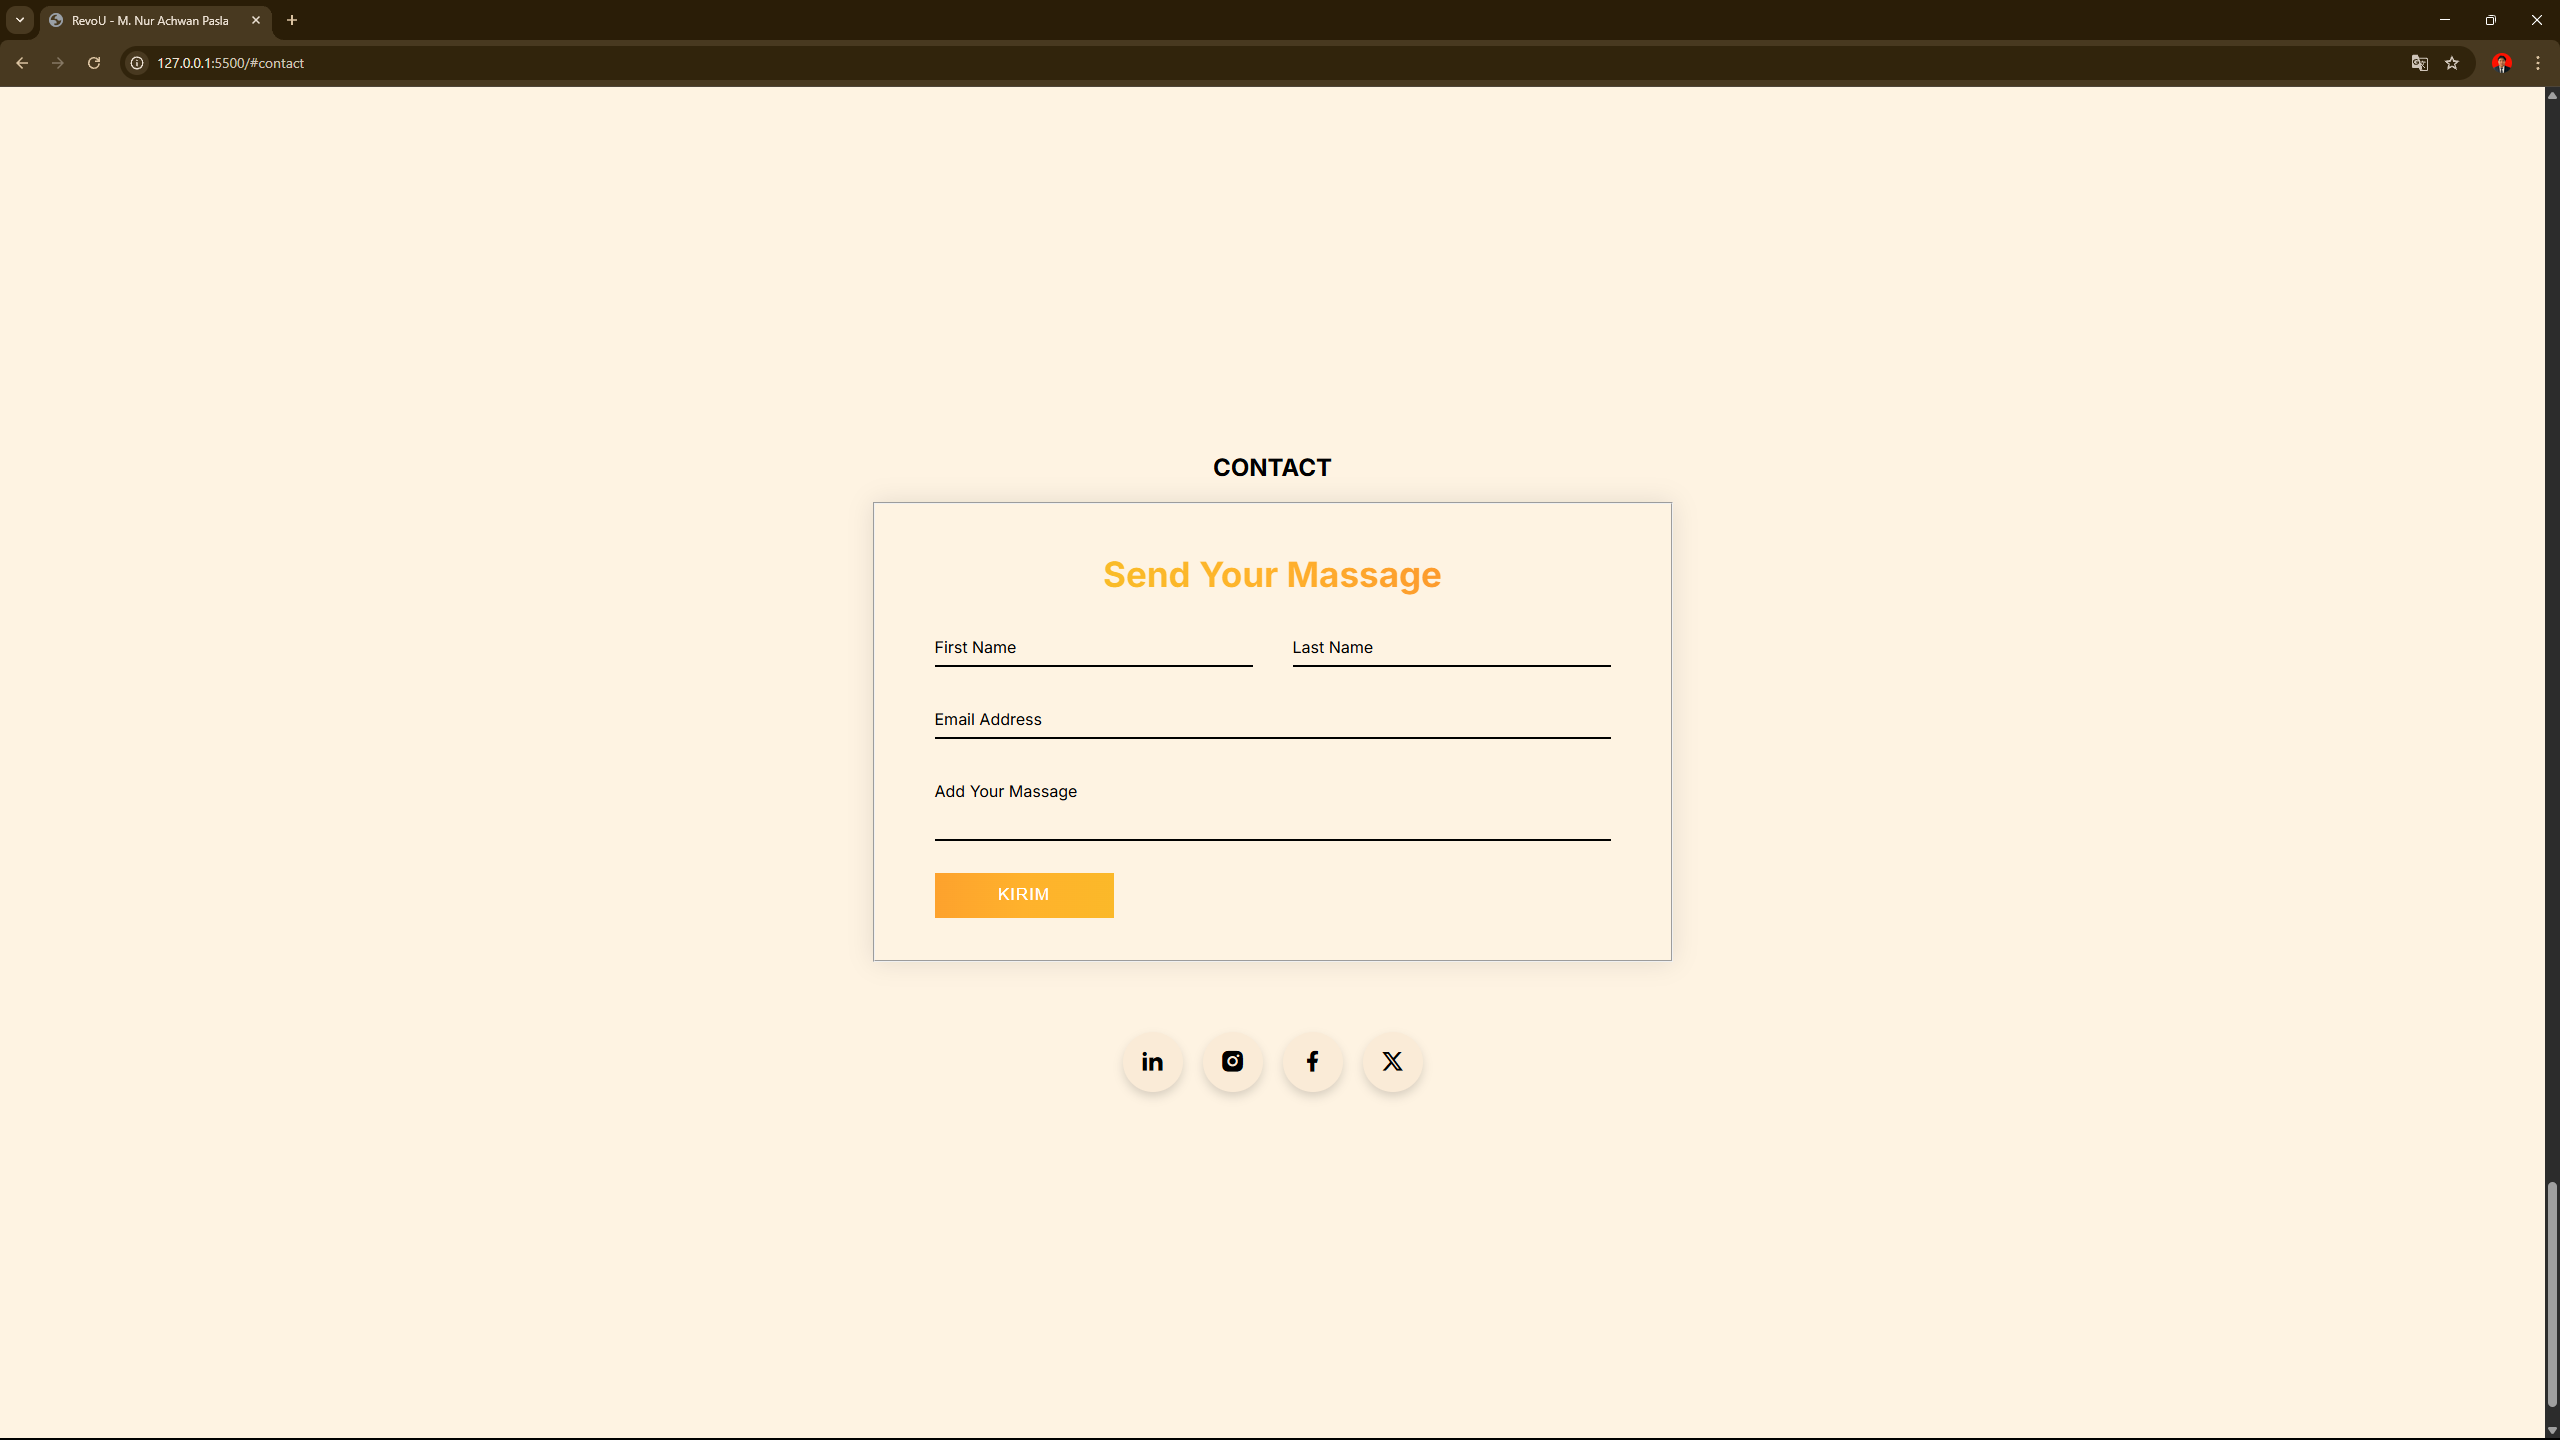 RevoU - M. Nur Achwan Pasla
127.0.0.1:5500/#contact
CONTACT
Send Your Massage
First Name
Last Name
Email Address
Add Your Massage
KIRIM